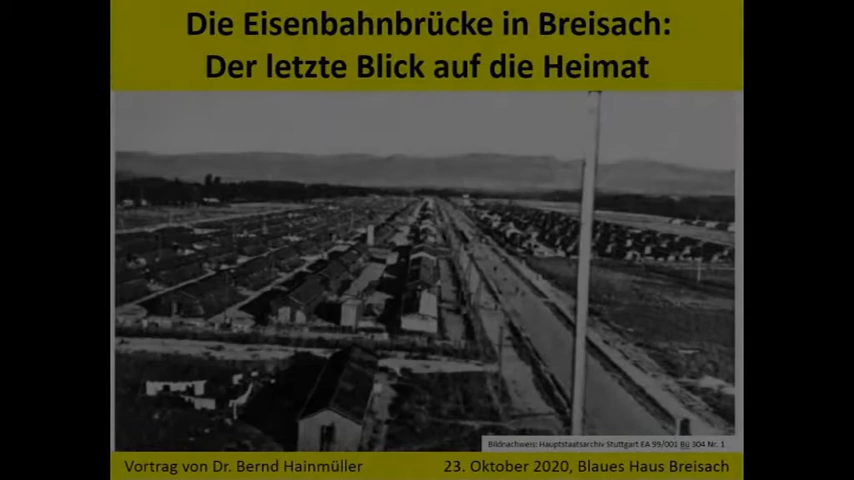 Die Eisenbahnbrücke in Breisach:
Der letzte Blick auf die Heimat
Bildnachweis: Hauptstaatsarchiv Stuttgart EA 99/001 Bü 304 Nr. 1
Vortrag von Dr. Bernd Hainmüller
23. Oktober 2020, Blaues Haus Breisach